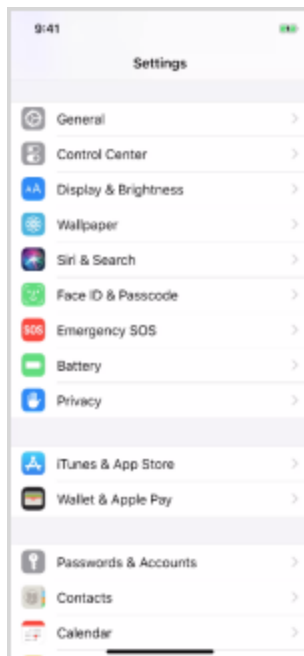 9:41
Settings
General
Control Center
AA
Display & Brightness
Wallpaper
Siri & Search
Face ID & Passcode
SOS
Emergency SOS
Battery
Privacy
iTunes & App Store
Wallet & Apple Pay
Passwords & Accounts
Contacts
Calendar